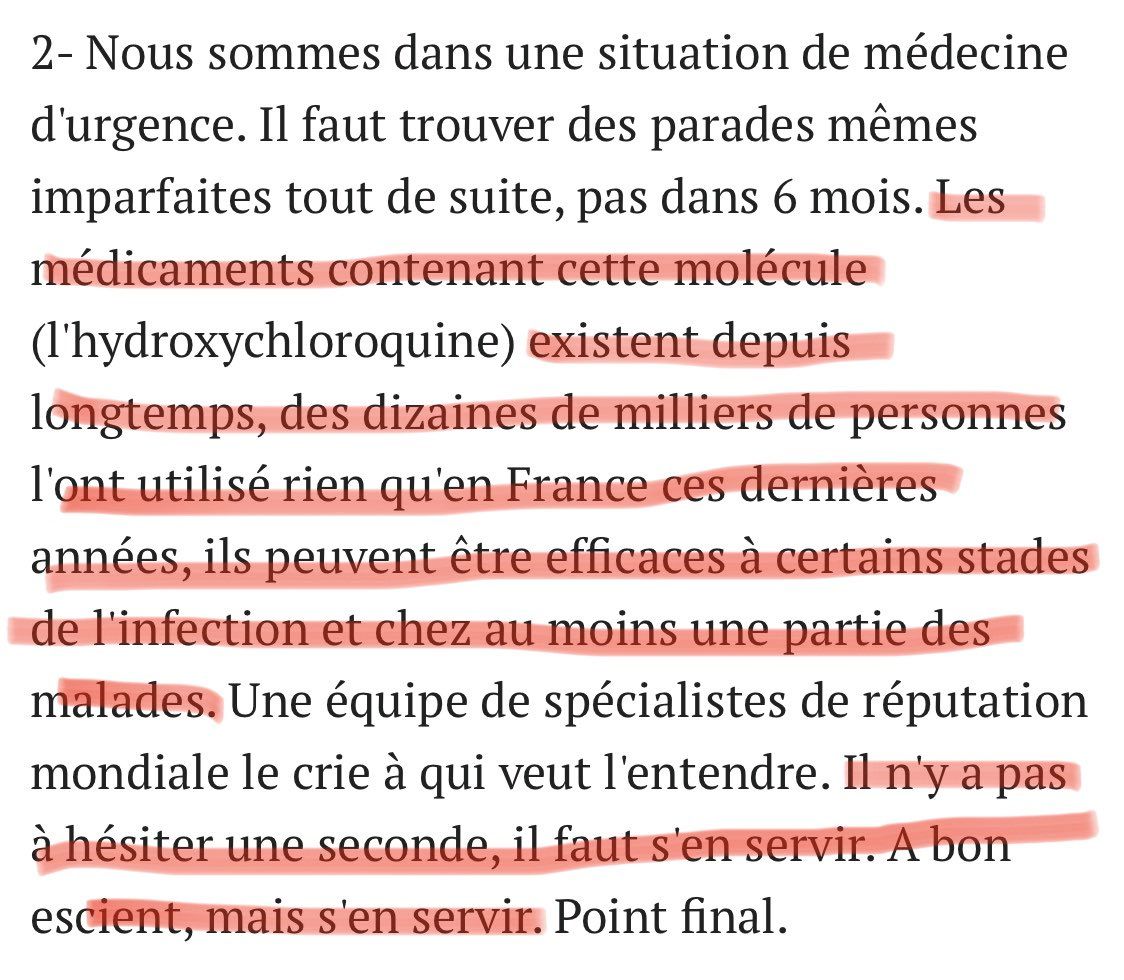 2- Nous sommes dans une situation de médecine
d'urgence. Il faut trouver des parades mêmes
imparfaites tout de suite, pas dans 6 mois. Les
médicaments contenant cette molécule
(l'hydroxychloroquine) existent depuis
longtemps, des dizaines de milliers de personnes
l'ont utilisé rien qu'en France ces dernières
années, ils peuvent être efficaces à certains stades
de l'infection et chez au moins une partie des
malades. Une équipe de spécialistes de réputation
mondiale le crie à qui veut l'entendre. Il n'y a pas
à hésiter une seconde, il faut s'en servir. A bon
escient, mais s'en servir. Point final.